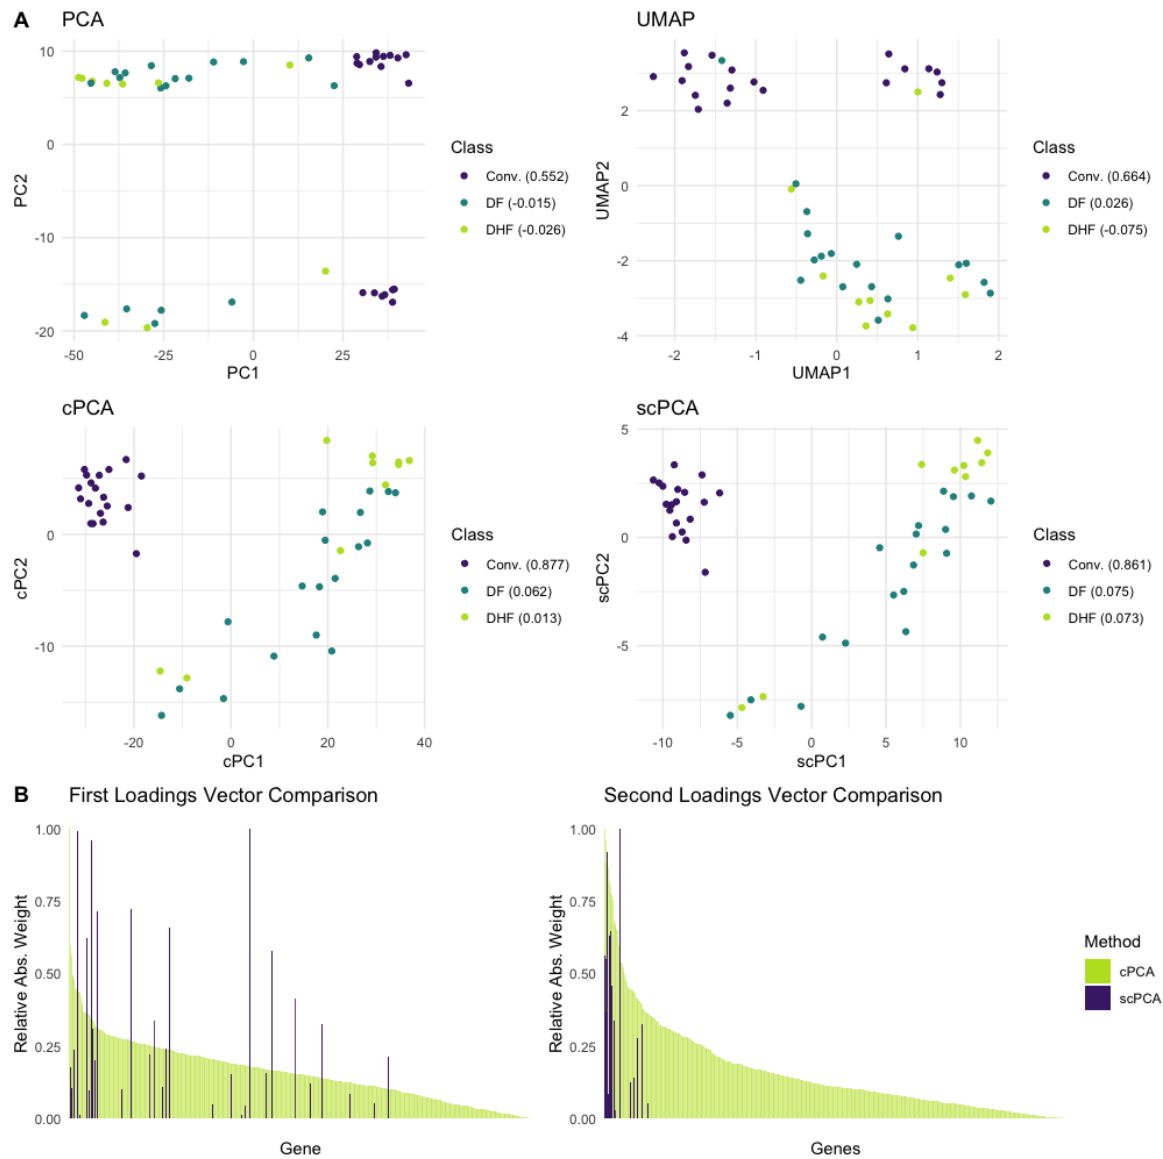 A
PCA
10
0
-10
-20
PC2
-50
-25
0
25
PC1
Class
Conv. (0.552)
DF (-0.015)
DHF (-0.026)
UMAP
2
0
-2
-4
UMAP2
-2
-1
0
1
2
UMAP1
Class
Conv. (0.664)
DF (0.026)
DHF (-0.075)
cPCA
0
-10
cPC2
-20
0
20
40
cPC1
Class
Conv. (0.877)
DF (0.062)
DHF (0.013)
scPCA
5
0
-5
scPC2
-10
-5
0
5
10
scPC1
Class
Conv. (0.861)
DF (0.075)
DHF (0.073)
B
First Loadings Vector Comparison
1.00
0.75
0.50
0.25
0.00
Relative Abs. Weight
Gene
Second Loadings Vector Comparison
1.00
0.75
0.50
0.25
0.00
Relative Abs. Weight
Genes
Method
cPCA
scPCA